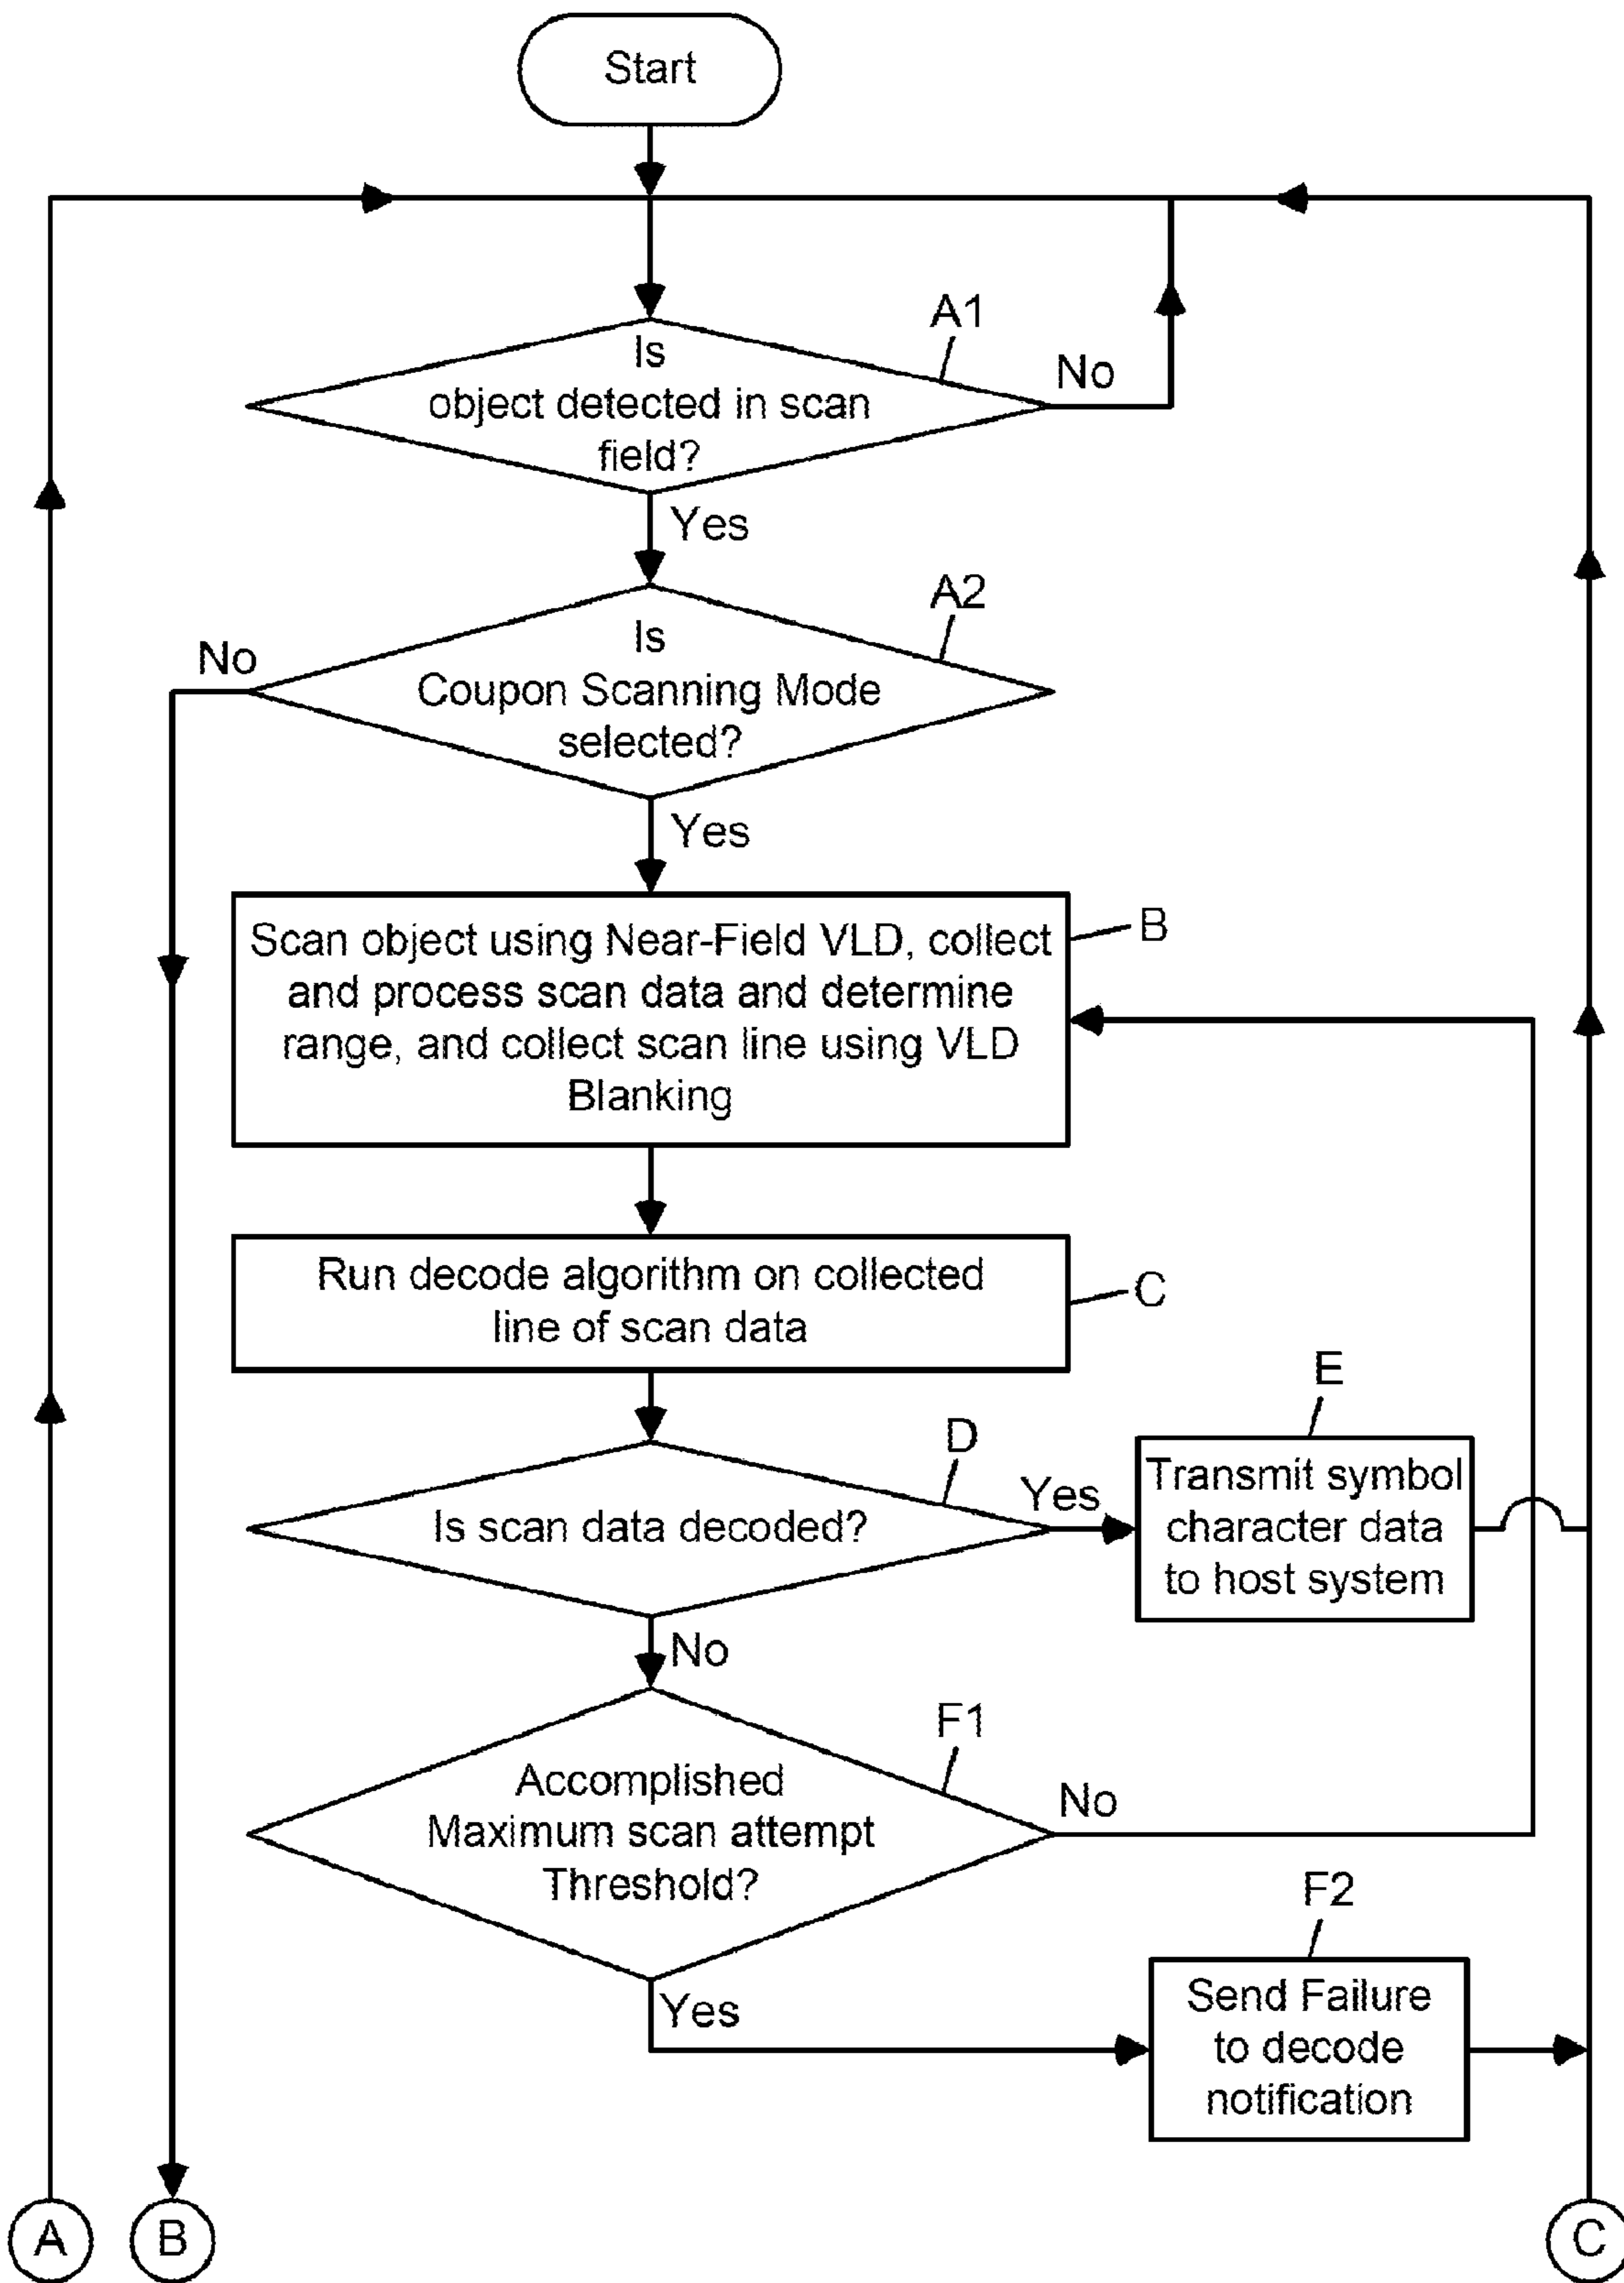 Start
A1
Is
object detected in scan
field?
No
Yes
A2
Is
Coupon Scanning Mode
selected?
No
Yes
B
Scan object using Near-Field VLD, collect
and process scan data and determine
range, and collect scan line using VLD
Blanking
C
Run decode algorithm on collected
line of scan data
D
Is scan data decoded?
Yes
E
Transmit symbol
character data
to host system
No
F1
Accomplished
Maximum scan attempt
Threshold?
No
Yes
F2
Send Failure
to decode
notification
A
B
C